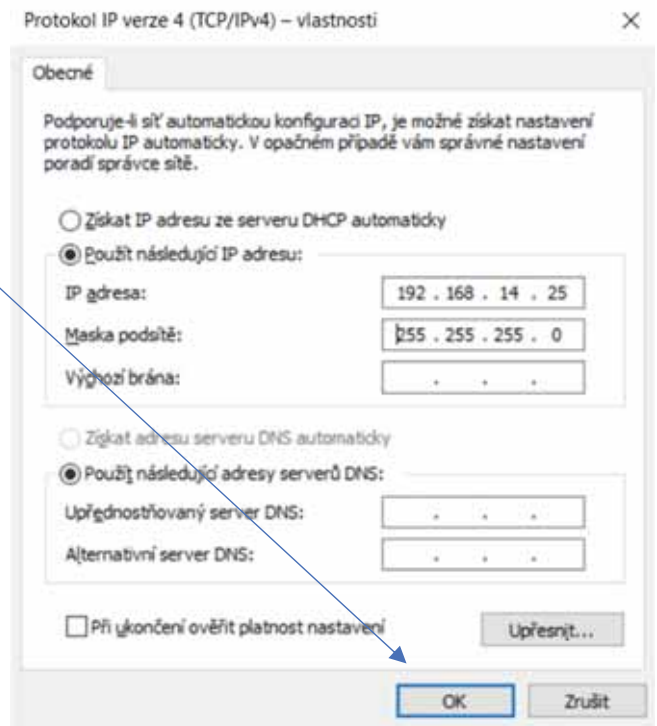 Protokol IP verze 4 (TCP/IPv4) – vlastnosti
Obecné
Podporuje-li síť automatickou konfiguraci IP, je možné získat nastavení
protokolu IP automaticky. V opačném případě vám správné nastavení
poradí správce sítě.
Získat IP adresu ze serveru DHCP automaticky
Použít následující IP adresu:
IP adresa: 192 . 168 . 14 . 25
Maska podsítě: 255 . 255 . 255 . 0
Výchozí brána: . . .
Získat adresu serveru DNS automaticky
Použít následující adresy serverů DNS:
Upřednostňovaný server DNS: . . .
Alternativní server DNS: . . .
Při ukončení ověřit platnost nastavení
Upřesnit...
OK Zrušit